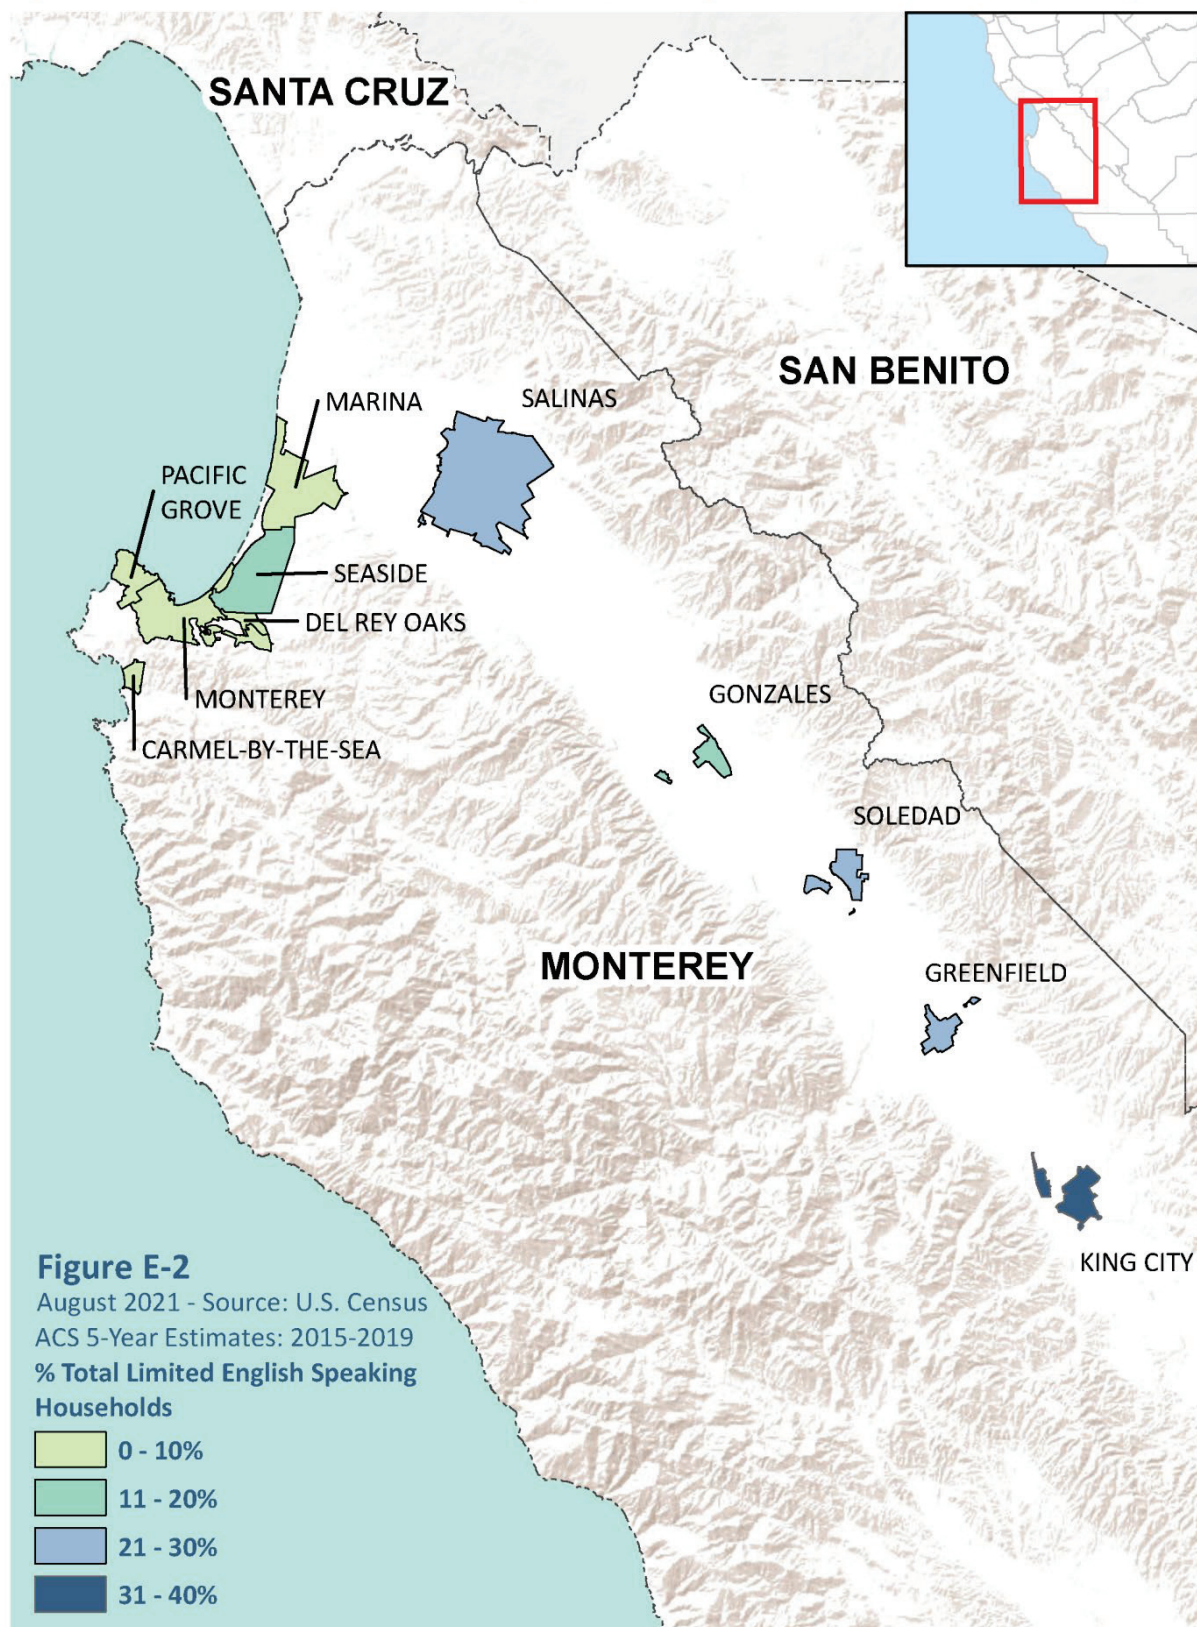 SANTA CRUZ
SAN BENITO
MARINA
SALINAS
PACIFIC
GROVE
SEASIDE
DEL REY OAKS
MONTEREY
CARMEL-BY-THE-SEA
GONZALES
SOLEDAD
MONTEREY
GREENFIELD
KING CITY
Figure E-2
August 2021 - Source: U.S. Census
ACS 5-Year Estimates: 2015-2019
% Total Limited English Speaking
Households
0 - 10%
11 - 20%
21 - 30%
31 - 40%